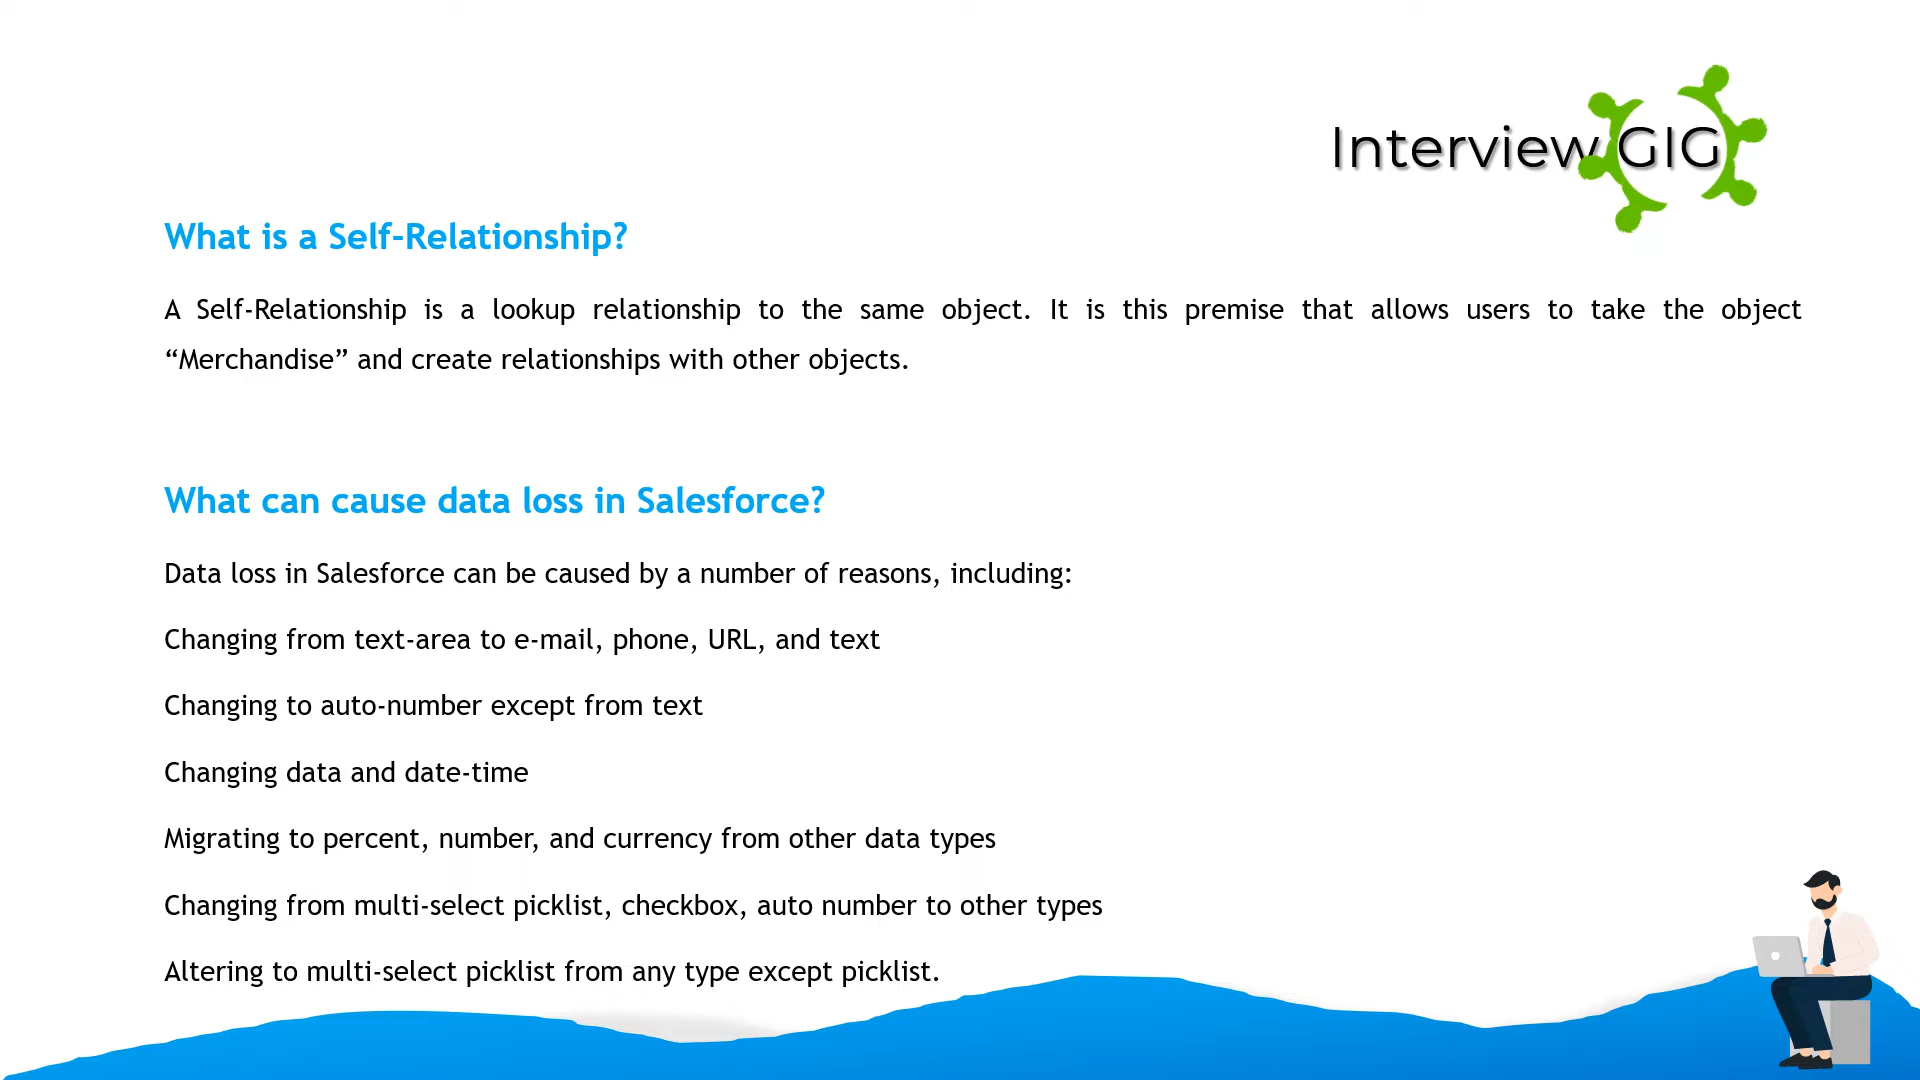 Interview GIG
What is a Self-Relationship?
A Self-Relationship is a lookup relationship to the same object. It is this premise that allows users to take the object
“Merchandise” and create relationships with other objects.
What can cause data loss in Salesforce?
Data loss in Salesforce can be caused by a number of reasons, including:
Changing from text-area to e-mail, phone, URL, and text
Changing to auto-number except from text
Changing data and date-time
Migrating to percent, number, and currency from other data types
Changing from multi-select picklist, checkbox, auto number to other types
Altering to multi-select picklist from any type except picklist.